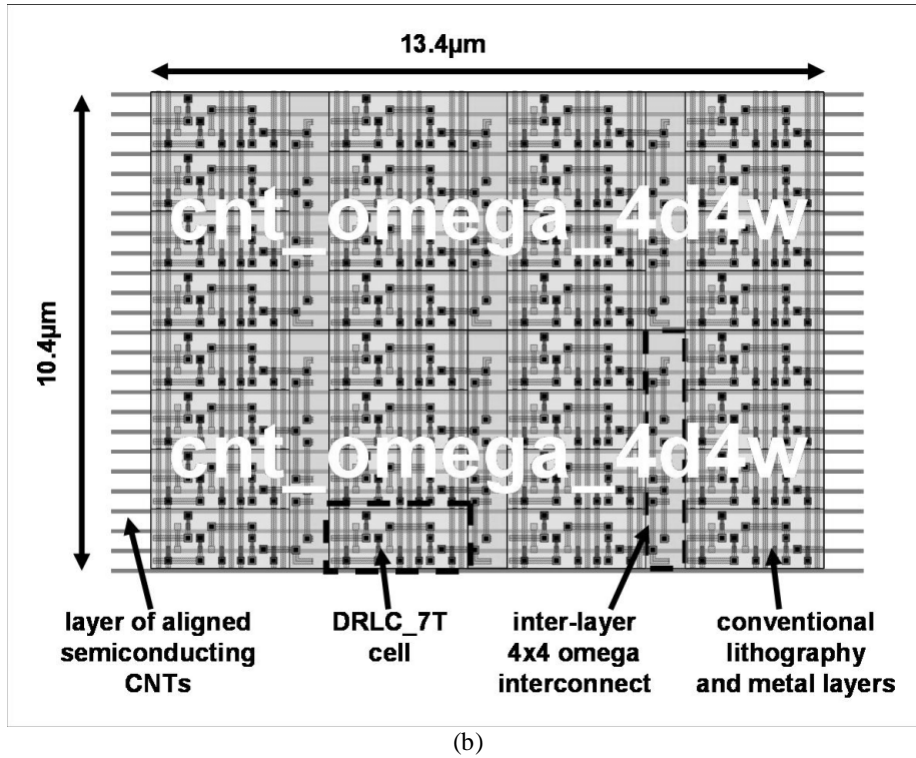 13.4µm
10.4µm
cnt_omega_4d4w
cnt_omega_4d4w
layer of aligned
semiconducting
CNTs
DRLC_7T
cell
inter-layer
4x4 omega
interconnect
conventional
lithography
and metal layers
(b)